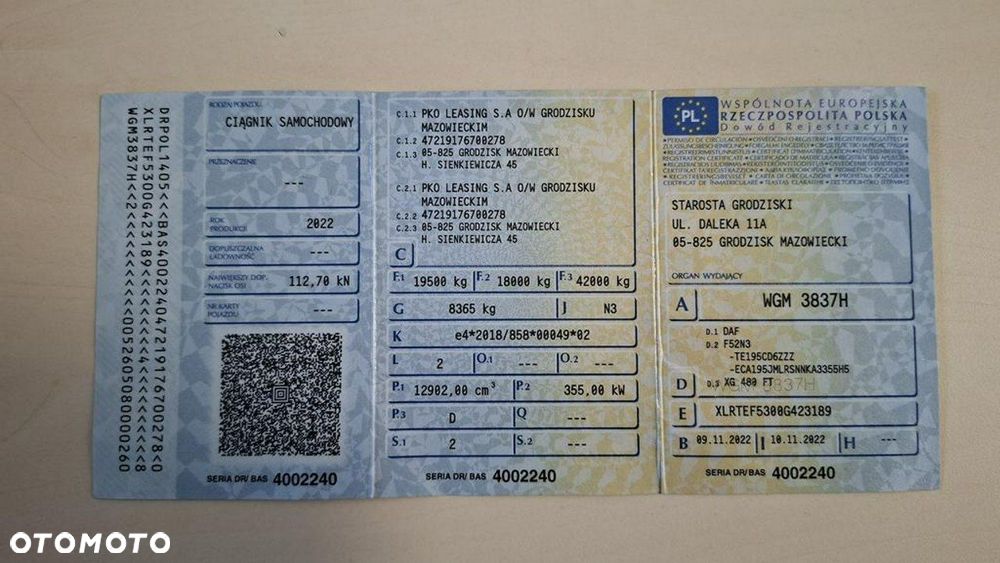 DRPOL1405<<BAS4002240472191767002​78<0
XLRTEF5300G423189<<<<<<<<<<<<<<<4<<<<<8
WGM3837H<<2<<<<<<<<<<<0052605080000260
RODZAJ POJAZDU
CIĄGNIK SAMOCHODOWY
PRZEZNACZENIE
---
ROK PRODUKCJI
2022
DOPUSZCZALNA ŁADOWNOŚĆ
---
NAJWIĘKSZY DOP. NACISK OSI
112,70 kN
NR KARTY POJAZDU
---
SERIA DR/ BAS 4002240
C.1.1 PKO LEASING S.A O/W GRODZISKU
MAZOWIECKIM
C.1.2 47219176700278
C.1.3 05-825 GRODZISK MAZOWIECKI
H. SIENKIEWICZA 45
C.2.1 PKO LEASING S.A O/W GRODZISKU
MAZOWIECKIM
C.2.2 47219176700278
C.2.3 05-825 GRODZISK MAZOWIECKI
H. SIENKIEWICZA 45
C
F.1 19500 kg F.2 18000 kg F.3 42000 kg
G 8365 kg J N3
K e4*2018/858*00049*02
L 2 O.1 --- O.2 ---
P.1 12902,00 cm³ P.2 355,00 kW
P.3 D Q ---
S.1 2 S.2 ---
SERIA DR/ BAS 4002240
PL
WSPÓLNOTA EUROPEJSKA
RZECZPOSPOLITA POLSKA
Dowód Rejestracyjny
STAROSTA GRODZISKI
UL. DALEKA 11A
05-825 GRODZISK MAZOWIECKI
ORGAN WYDAJĄCY
A WGM 3837H
D.1 DAF
D.2 F52N3
-TE195CD6ZZZ
-ECA195JMLRSNNKA3355H5
D D.3 XG 480 FT
E XLRTEF5300G423189
B 09.11.2022 I 10.11.2022 H ---
SERIA DR/ BAS 4002240
OTOMOTO